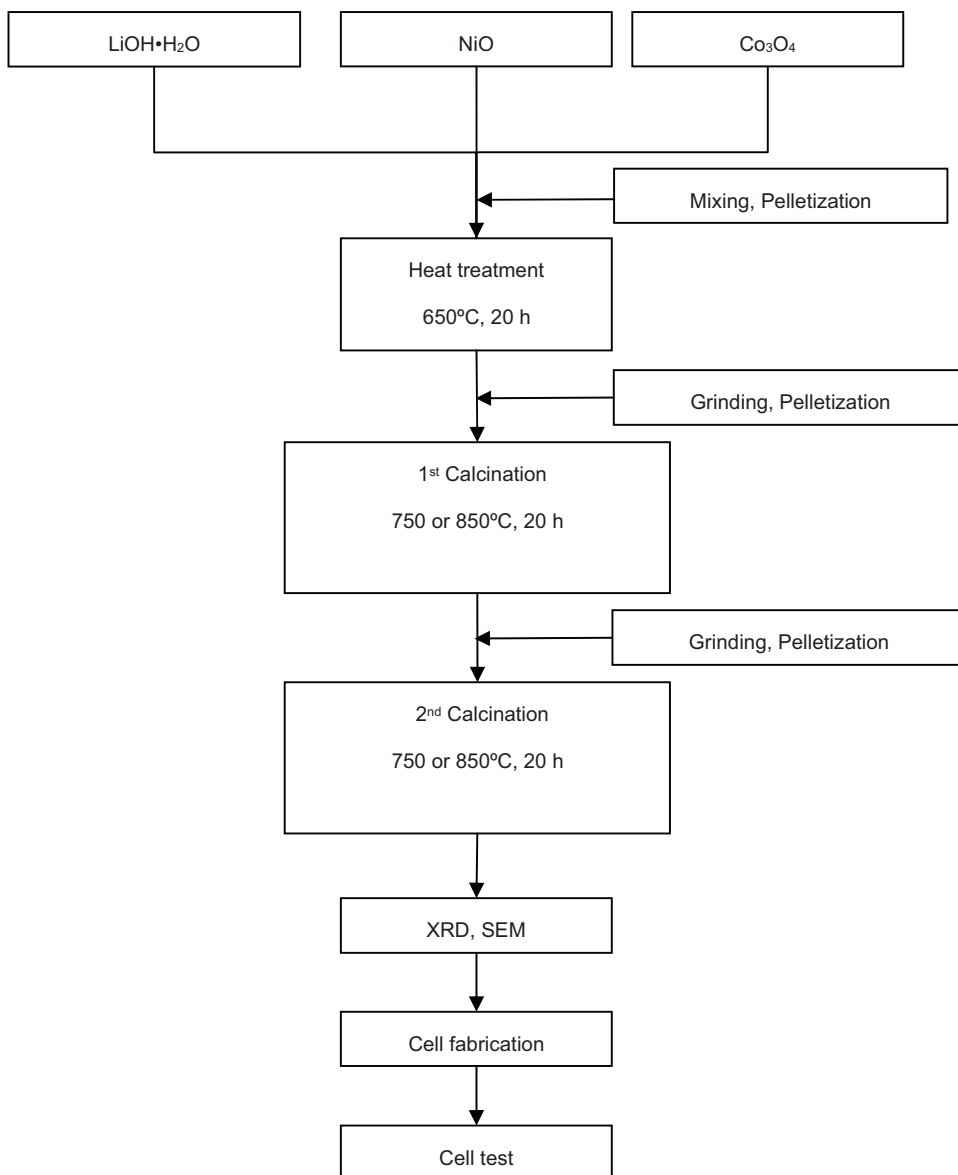 LiOH•H₂O
NiO
Co₃O₄
Mixing, Pelletization
Heat treatment
650ºC, 20 h
Grinding, Pelletization
1ˢᵗ Calcination
750 or 850ºC, 20 h
Grinding, Pelletization
2ⁿᵈ Calcination
750 or 850ºC, 20 h
XRD, SEM
Cell fabrication
Cell test